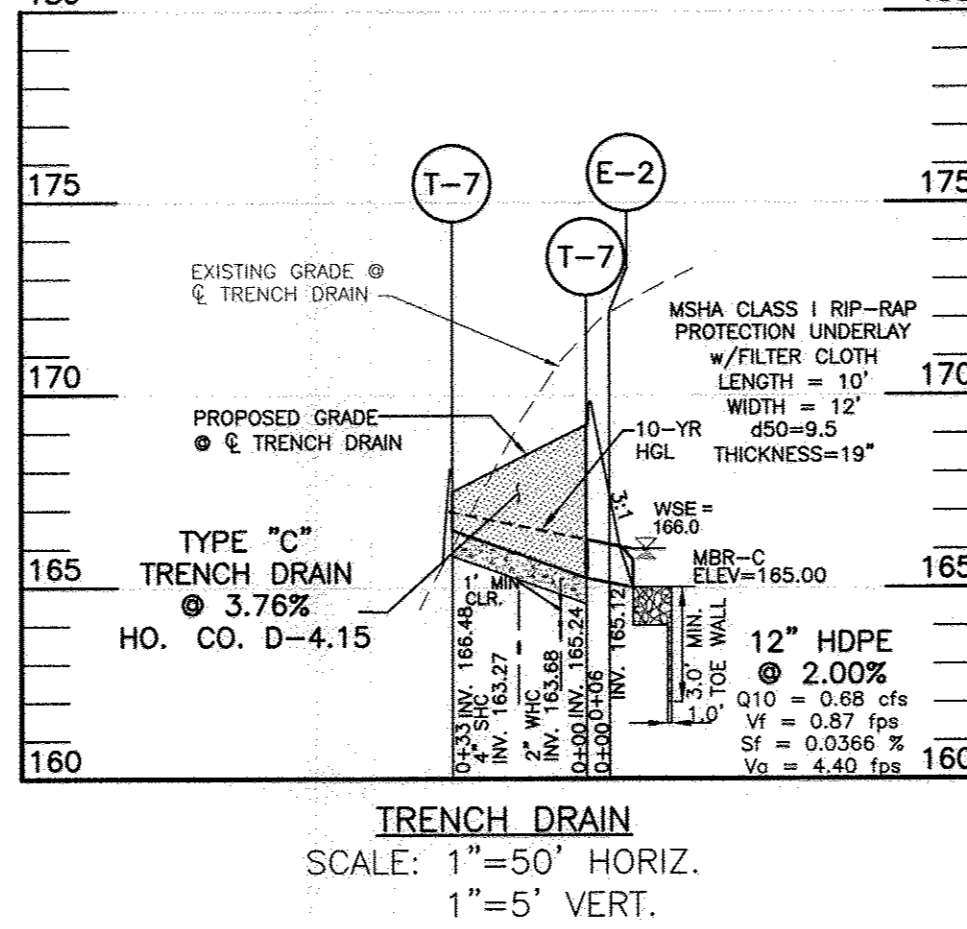 175
175
T-7
E-2
T-7
EXISTING GRADE @
℄ TRENCH DRAIN
MSHA CLASS I RIP-RAP
PROTECTION UNDERLAY
w/FILTER CLOTH
LENGTH = 10'
WIDTH = 12'
d50=9.5
THICKNESS=19"
170
170
PROPOSED GRADE
@ ℄ TRENCH DRAIN
10-YR
HGL
3:1
WSE =
166.0
MBR-C
ELEV=165.00
165
165
TYPE "C"
TRENCH DRAIN
@ 3.76%
HO. CO. D-4.15
1' MIN
CLR.
0+33 INV. 166.48
4" SHC
INV. 163.27
2" WHC
INV. 163.68
0+00 INV. 165.24
0+00
0+06
INV. 165.12
3.0' MIN.
TOE WALL
1.0'
12" HDPE
@ 2.00%
Q10 = 0.68 cfs
Vf = 0.87 fps
Sf = 0.0366 %
Va = 4.40 fps
160
160
TRENCH DRAIN
SCALE: 1"=50' HORIZ.
1"=5' VERT.